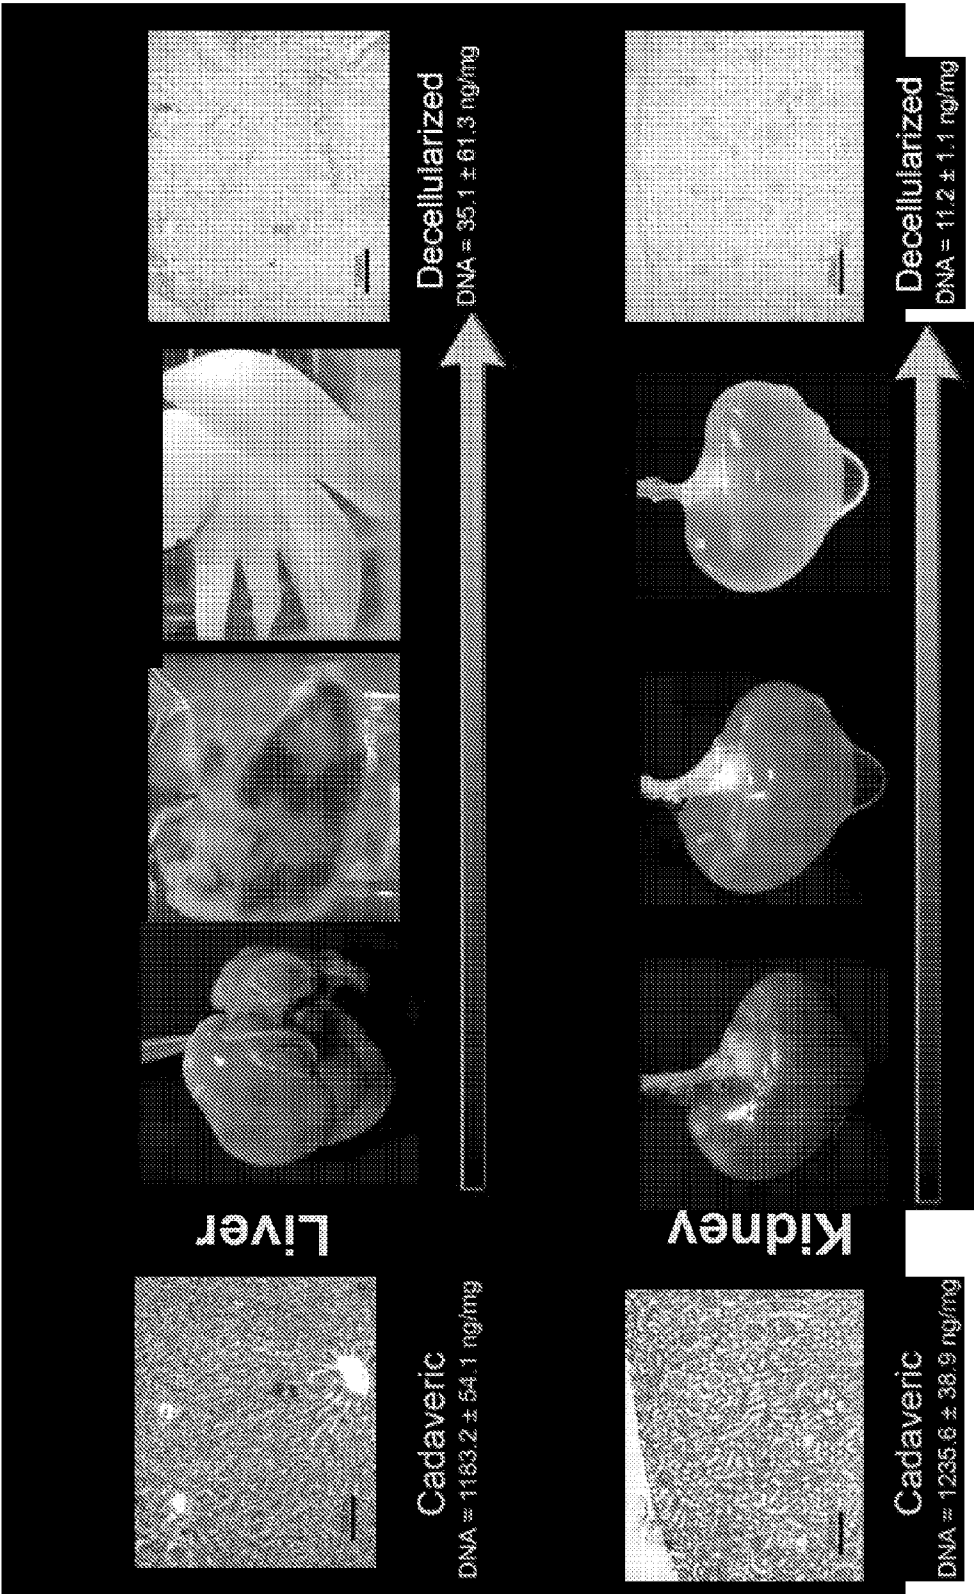 Liver
Cadaveric
DNA = 1183.2 ± 54.1 ng/mg
Decellularized
DNA = 35.1 ± 61.3 ng/mg
Kidney
Cadaveric
DNA = 1235.6 ± 38.9 ng/mg
Decellularized
DNA = 11.2 ± 1.1 ng/mg